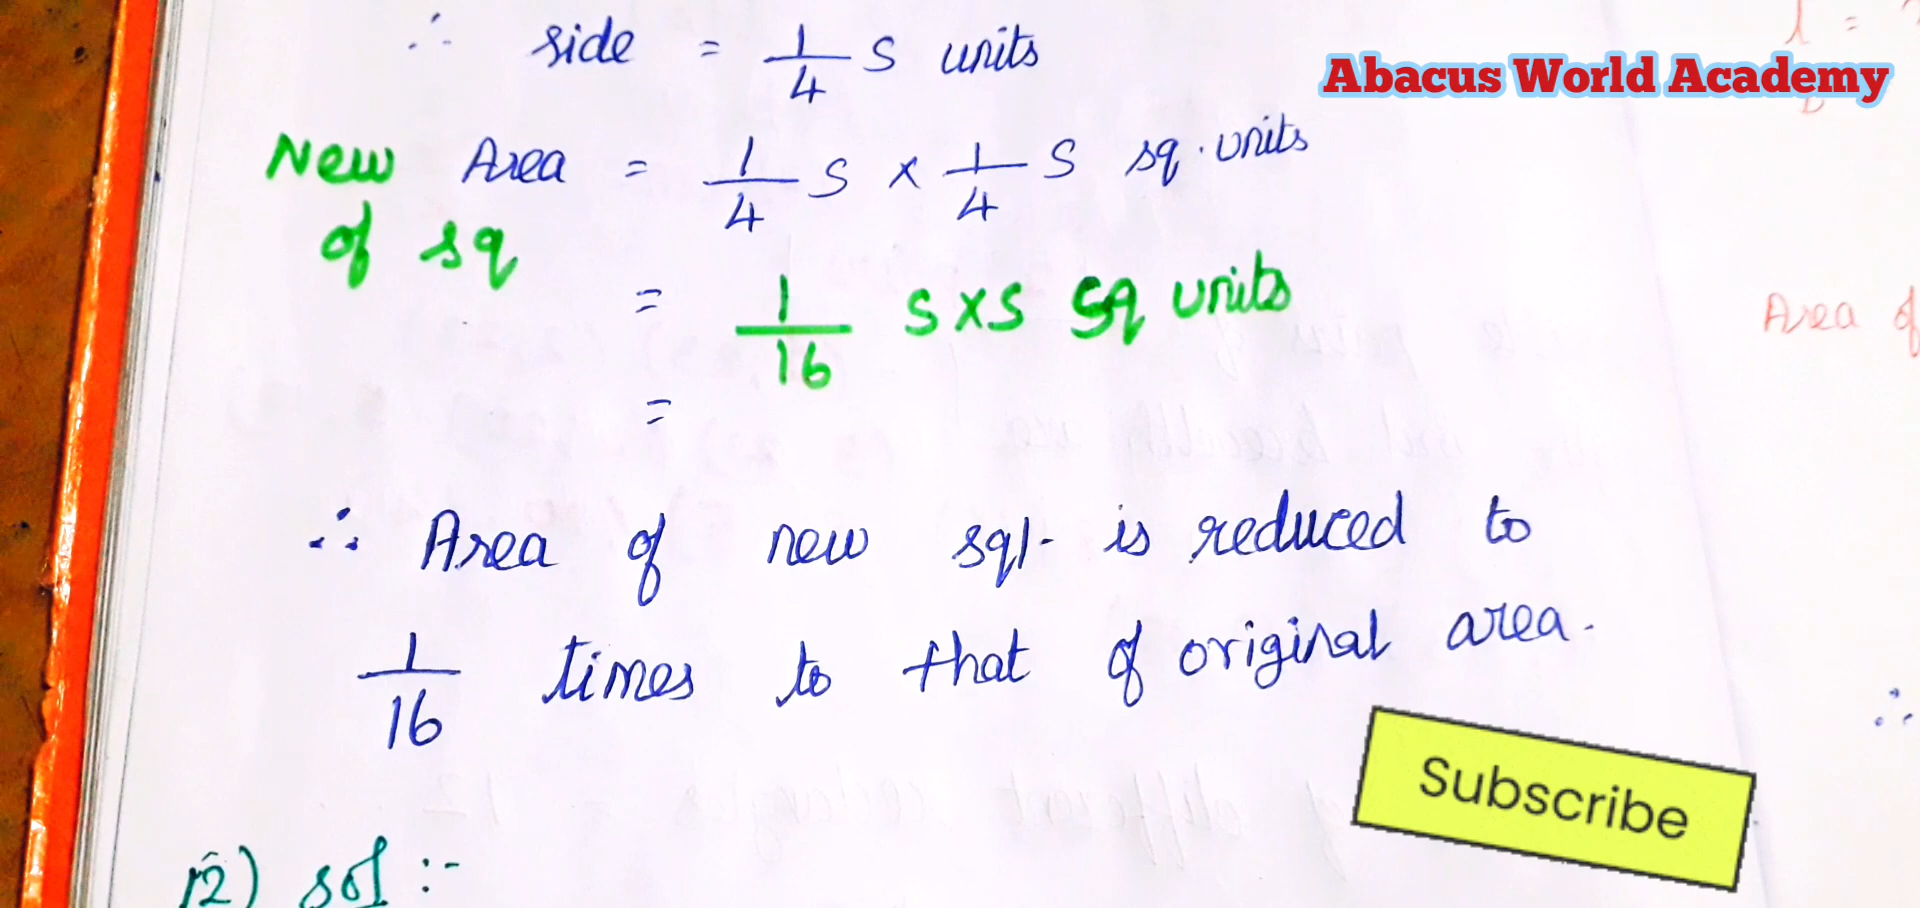 ∴ side = 1/4 S units
Abacus World Academy
New Area = 1/4 S × 1/4 S sq. units
of sq
= 1/16 S×S Sq units
=
Area of
∴ Area of new sq1. is reduced to
1/16 times to that of original area.
∴
Subscribe
12) sol :-